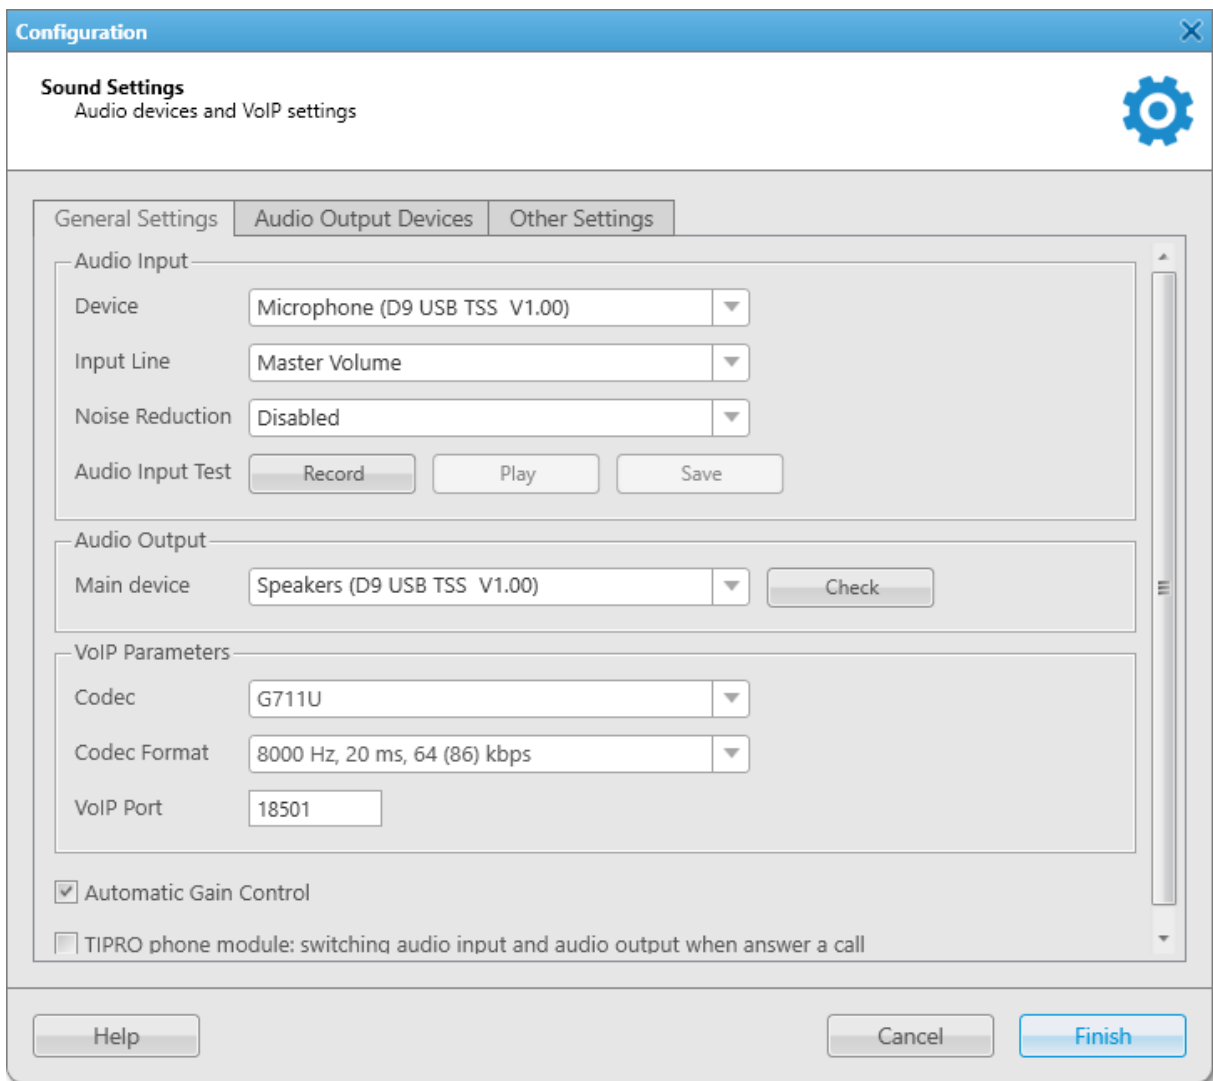 Configuration
Sound Settings
Audio devices and VoIP settings
General Settings
Audio Output Devices
Other Settings
Audio Input
Device
Microphone (D9 USB TSS  V1.00)
Input Line
Master Volume
Noise Reduction
Disabled
Audio Input Test
Record
Play
Save
Audio Output
Main device
Speakers (D9 USB TSS  V1.00)
Check
VoIP Parameters
Codec
G711U
Codec Format
8000 Hz, 20 ms, 64 (86) kbps
VoIP Port
18501
Automatic Gain Control
TIPRO phone module: switching audio input and audio output when answer a call
Help
Cancel
Finish